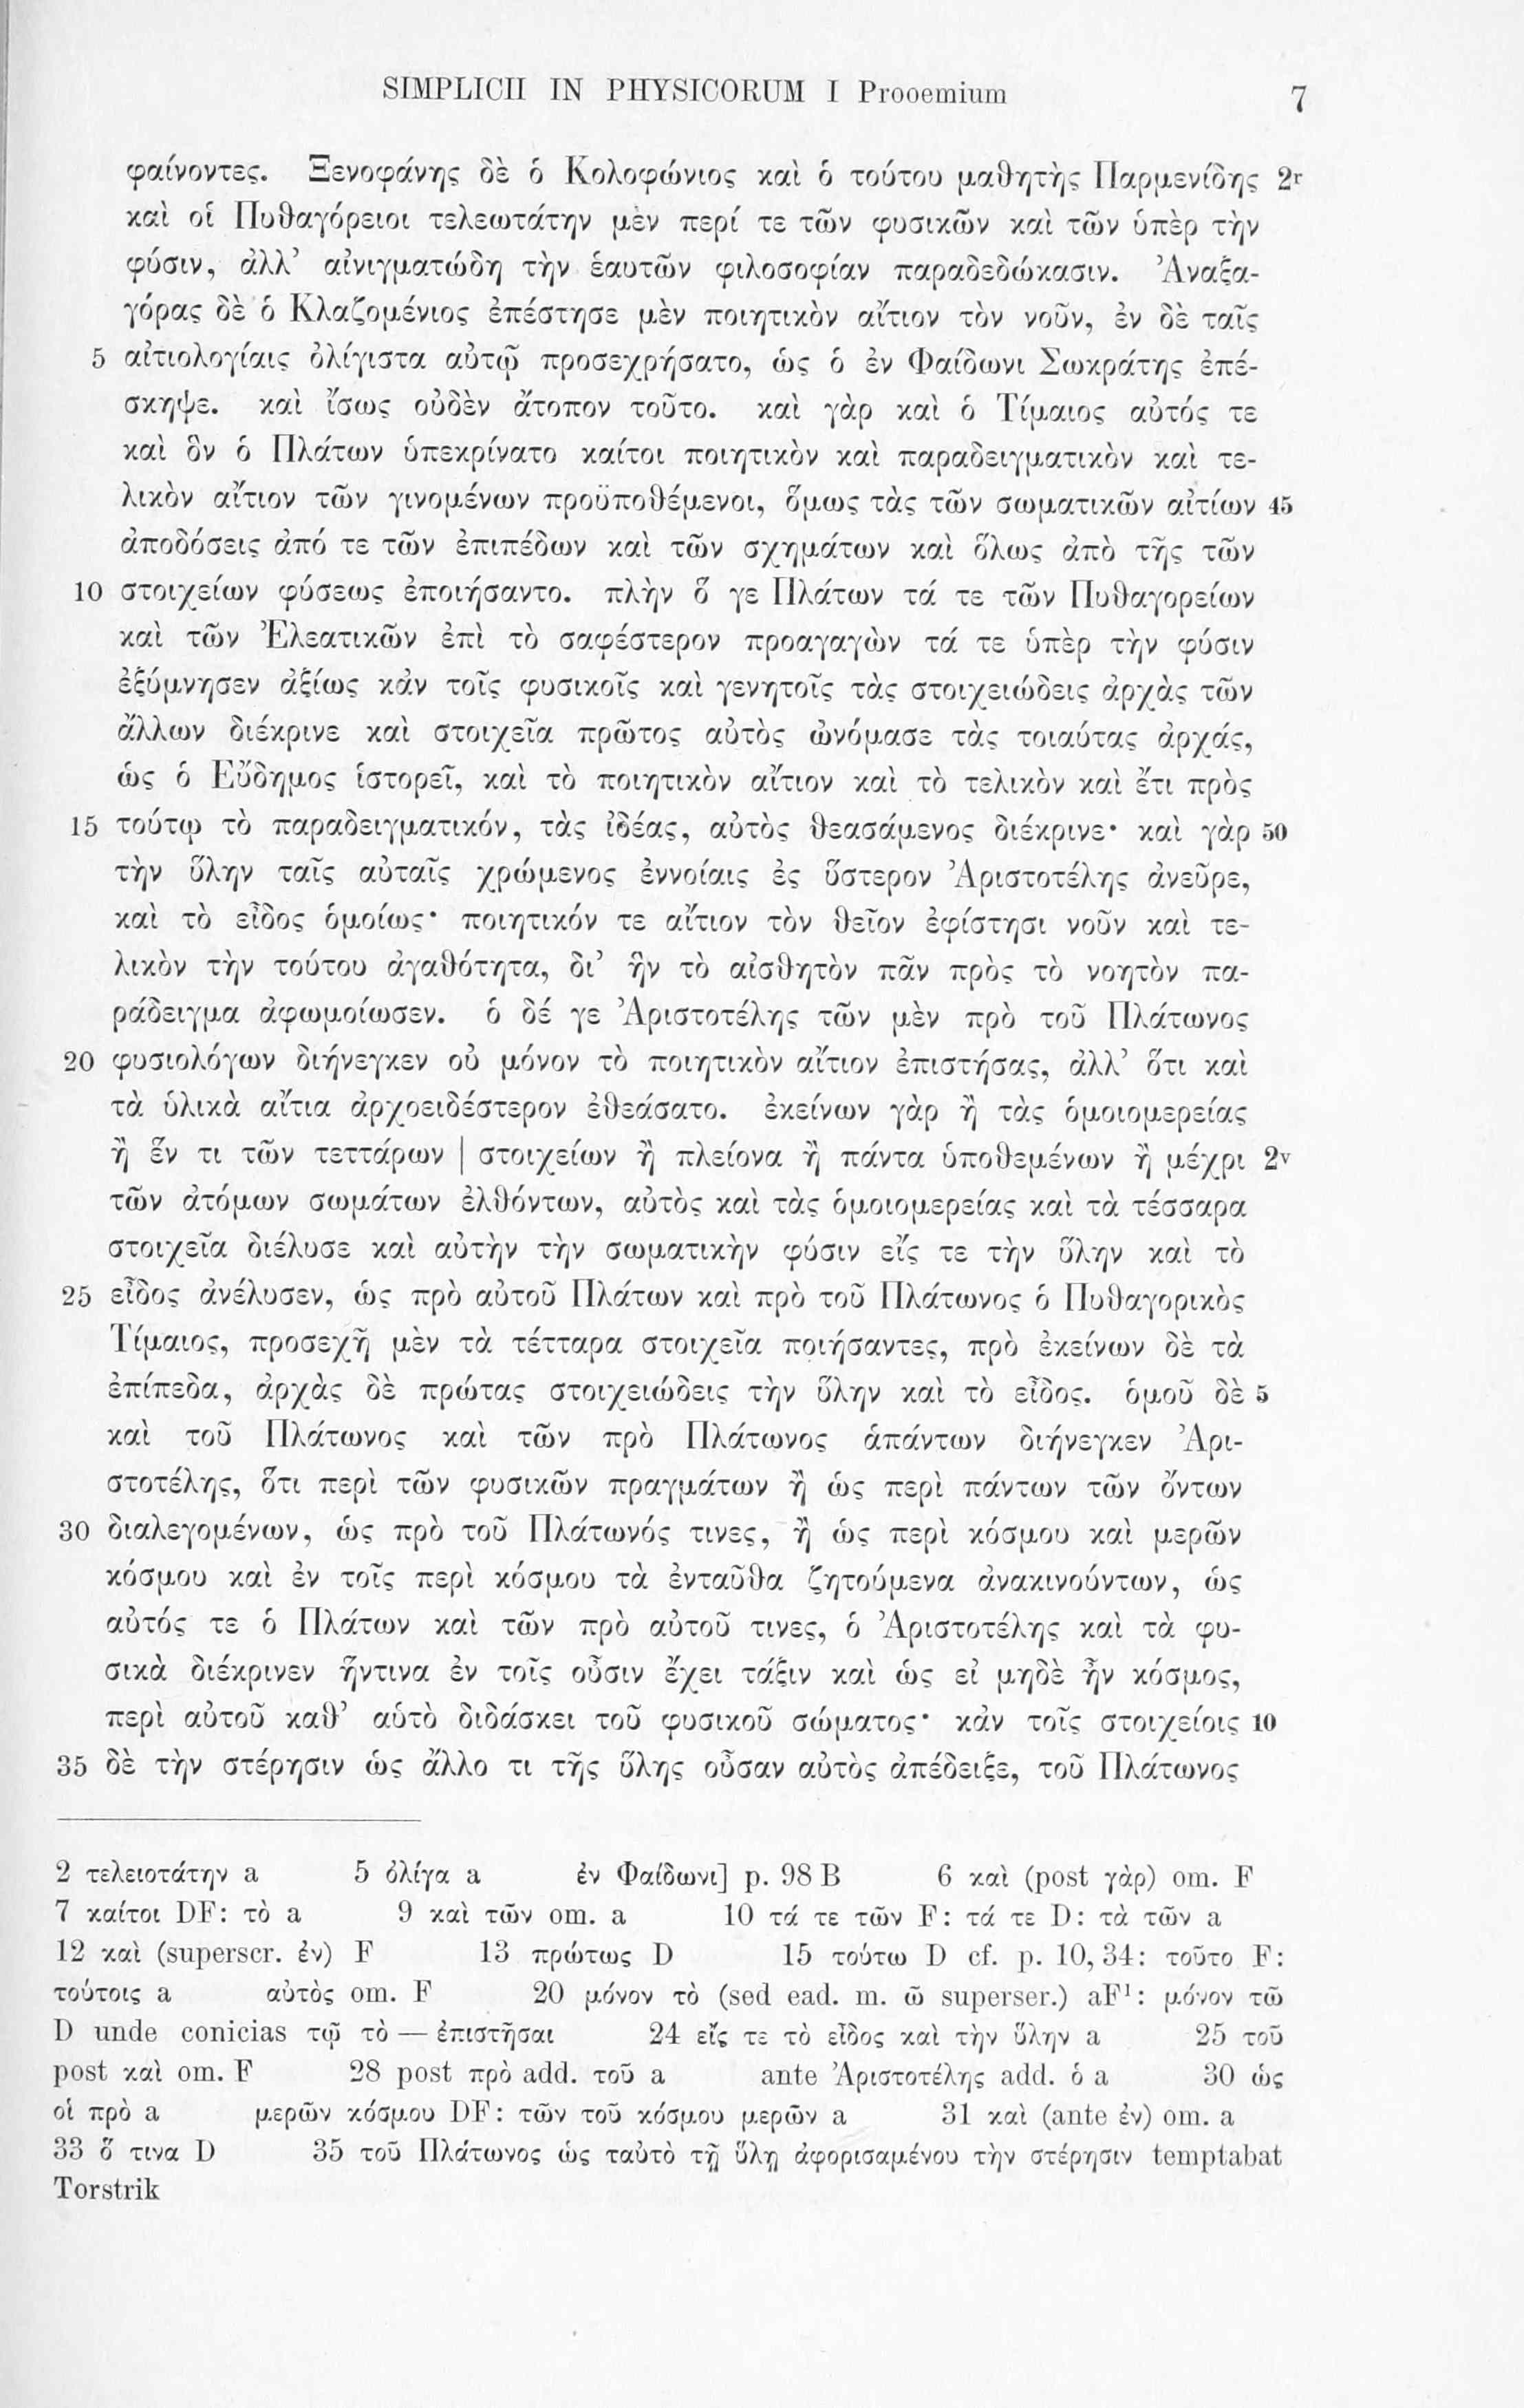 SIMPLICII IN PHYSICORUM I Prooemium 7
φαίνοντες. Ξενοφάνης δὲ ὁ Κολοφώνιος καὶ ὁ τούτου μαθητὴς Παρμενίδης 2r
καὶ οἱ Πυθαγόρειοι τελεωτάτην μὲν περί τε τῶν φυσικῶν καὶ τῶν ὑπὲρ τὴν
φύσιν, ἀλλ’ αἰνιγματώδη τὴν ἑαυτῶν φιλοσοφίαν παραδεδώκασιν. Ἀναξα-
γόρας δὲ ὁ Κλαζομένιος ἐπέστησε μὲν ποιητικὸν αἴτιον τὸν νοῦν, ἐν δὲ ταῖς
5 αἰτιολογίαις ὀλίγιστα αὐτῷ προσεχρήσατο, ὡς ὁ ἐν Φαίδωνι Σωκράτης ἐπέ-
σκηψε. καὶ ἴσως οὐδὲν ἄτοπον τοῦτο. καὶ γὰρ καὶ ὁ Τίμαιος αὐτός τε
καὶ ὃν ὁ Πλάτων ὑπεκρίνατο καίτοι ποιητικὸν καὶ παραδειγματικὸν καὶ τε-
λικὸν αἴτιον τῶν γινομένων προϋποθέμενοι, ὅμως τὰς τῶν σωματικῶν αἰτίων 45
ἀποδόσεις ἀπό τε τῶν ἐπιπέδων καὶ τῶν σχημάτων καὶ ὅλως ἀπὸ τῆς τῶν
10 στοιχείων φύσεως ἐποιήσαντο. πλὴν ὅ γε Πλάτων τά τε τῶν Πυθαγορείων
καὶ τῶν Ἐλεατικῶν ἐπὶ τὸ σαφέστερον προαγαγὼν τά τε ὑπὲρ τὴν φύσιν
ἐξύμνησεν ἀξίως κἀν τοῖς φυσικοῖς καὶ γενητοῖς τὰς στοιχειώδεις ἀρχὰς τῶν
ἄλλων διέκρινε καὶ στοιχεῖα πρῶτος αὐτὸς ὠνόμασε τὰς τοιαύτας ἀρχάς,
ὡς ὁ Εὔδημος ἱστορεῖ, καὶ τὸ ποιητικὸν αἴτιον καὶ τὸ τελικὸν καὶ ἔτι πρὸς
15 τούτῳ τὸ παραδειγματικόν, τὰς ἰδέας, αὐτὸς θεασάμενος διέκρινε· καὶ γὰρ 50
τὴν ὕλην ταῖς αὐταῖς χρώμενος ἐννοίαις ἐς ὕστερον Ἀριστοτέλης ἀνεῦρε,
καὶ τὸ εἶδος ὁμοίως· ποιητικόν τε αἴτιον τὸν θεῖον ἐφίστησι νοῦν καὶ τε-
λικὸν τὴν τούτου ἀγαθότητα, δι’ ἣν τὸ αἰσθητὸν πᾶν πρὸς τὸ νοητὸν πα-
ράδειγμα ἀφωμοίωσεν. ὁ δέ γε Ἀριστοτέλης τῶν μὲν πρὸ τοῦ Πλάτωνος
20 φυσιολόγων διήνεγκεν οὐ μόνον τὸ ποιητικὸν αἴτιον ἐπιστήσας, ἀλλ’ ὅτι καὶ
τὰ ὑλικὰ αἴτια ἀρχοειδέστερον ἐθεάσατο. ἐκείνων γὰρ ἢ τὰς ὁμοιομερείας
ἢ ἕν τι τῶν τεττάρων | στοιχείων ἢ πλείονα ἢ πάντα ὑποθεμένων ἢ μέχρι 2v
τῶν ἀτόμων σωμάτων ἐλθόντων, αὐτὸς καὶ τὰς ὁμοιομερείας καὶ τὰ τέσσαρα
στοιχεῖα διέλυσε καὶ αὐτὴν τὴν σωματικὴν φύσιν εἴς τε τὴν ὕλην καὶ τὸ
25 εἶδος ἀνέλυσεν, ὡς πρὸ αὐτοῦ Πλάτων καὶ πρὸ τοῦ Πλάτωνος ὁ Πυθαγορικὸς
Τίμαιος, προσεχῆ μὲν τὰ τέτταρα στοιχεῖα ποιήσαντες, πρὸ ἐκείνων δὲ τὰ
ἐπίπεδα, ἀρχὰς δὲ πρώτας στοιχειώδεις τὴν ὕλην καὶ τὸ εἶδος. ὁμοῦ δὲ 5
καὶ τοῦ Πλάτωνος καὶ τῶν πρὸ Πλάτωνος ἁπάντων διήνεγκεν Ἀρι-
στοτέλης, ὅτι περὶ τῶν φυσικῶν πραγμάτων ἢ ὡς περὶ πάντων τῶν ὄντων
30 διαλεγομένων, ὡς πρὸ τοῦ Πλάτωνός τινες, ἢ ὡς περὶ κόσμου καὶ μερῶν
κόσμου καὶ ἐν τοῖς περὶ κόσμου τὰ ἐνταῦθα ζητούμενα ἀνακινούντων, ὡς
αὐτός τε ὁ Πλάτων καὶ τῶν πρὸ αὐτοῦ τινες, ὁ Ἀριστοτέλης καὶ τὰ φυ-
σικὰ διέκρινεν ἥντινα ἐν τοῖς οὖσιν ἔχει τάξιν καὶ ὡς εἰ μηδὲ ἦν κόσμος,
περὶ αὐτοῦ καθ’ αὑτὸ διδάσκει τοῦ φυσικοῦ σώματος· κἀν τοῖς στοιχείοις 10
35 δὲ τὴν στέρησιν ὡς ἄλλο τι τῆς ὕλης οὖσαν αὐτὸς ἀπέδειξε, τοῦ Πλάτωνος
2 τελειοτάτην a 5 ὀλίγα a ἐν Φαίδωνι] p. 98 B 6 καὶ (post γὰρ) om. F
7 καίτοι DF: τὸ a 9 καὶ τῶν om. a 10 τά τε τῶν F: τά τε D: τὰ τῶν a
12 καὶ (superscr. ἐν) F 13 πρώτως D 15 τούτω D cf. p. 10, 34: τοῦτο F:
τούτοις a αὐτὸς om. F 20 μόνον τὸ (sed ead. m. ῶ superser.) aF¹: μόνον τῶ
D unde conicias τῷ τὸ — ἐπιστῆσαι 24 εἴς τε τὸ εἶδος καὶ τὴν ὕλην a 25 τοῦ
post καὶ om. F 28 post πρὸ add. τοῦ a ante Ἀριστοτέλης add. ὁ a 30 ὡς
οἱ πρὸ a μερῶν κόσμου DF: τῶν τοῦ κόσμου μερῶν a 31 καὶ (ante ἐν) om. a
33 ὅ τινα D 35 τοῦ Πλάτωνος ὡς ταὐτὸ τῇ ὕλῃ ἀφορισαμένου τὴν στέρησιν temptabat
Torstrik